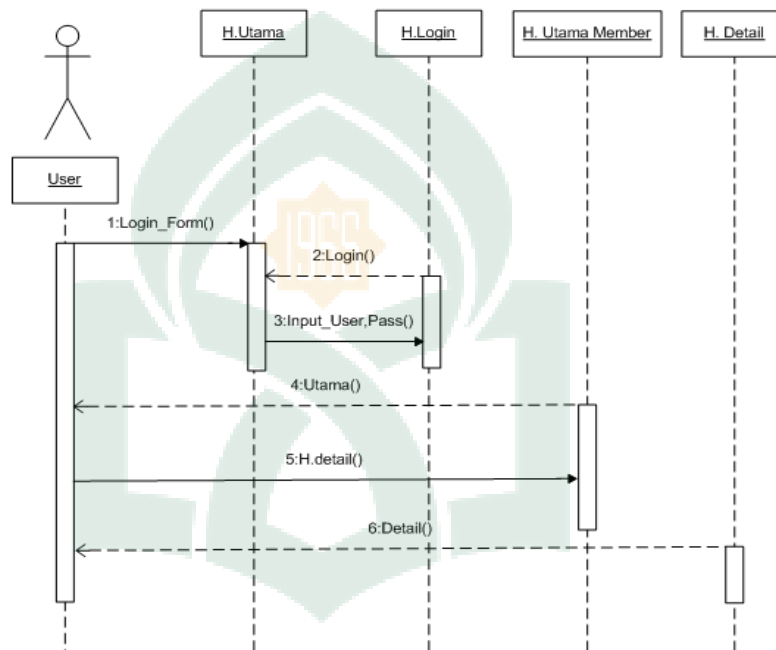 H.Utama
H.Login
H. Utama Member
H. Detail
User
1:Login_Form()
1965
2:Login()
3:Input_User,Pass()
4:Utama()
5:H.detail()
6:Detail()